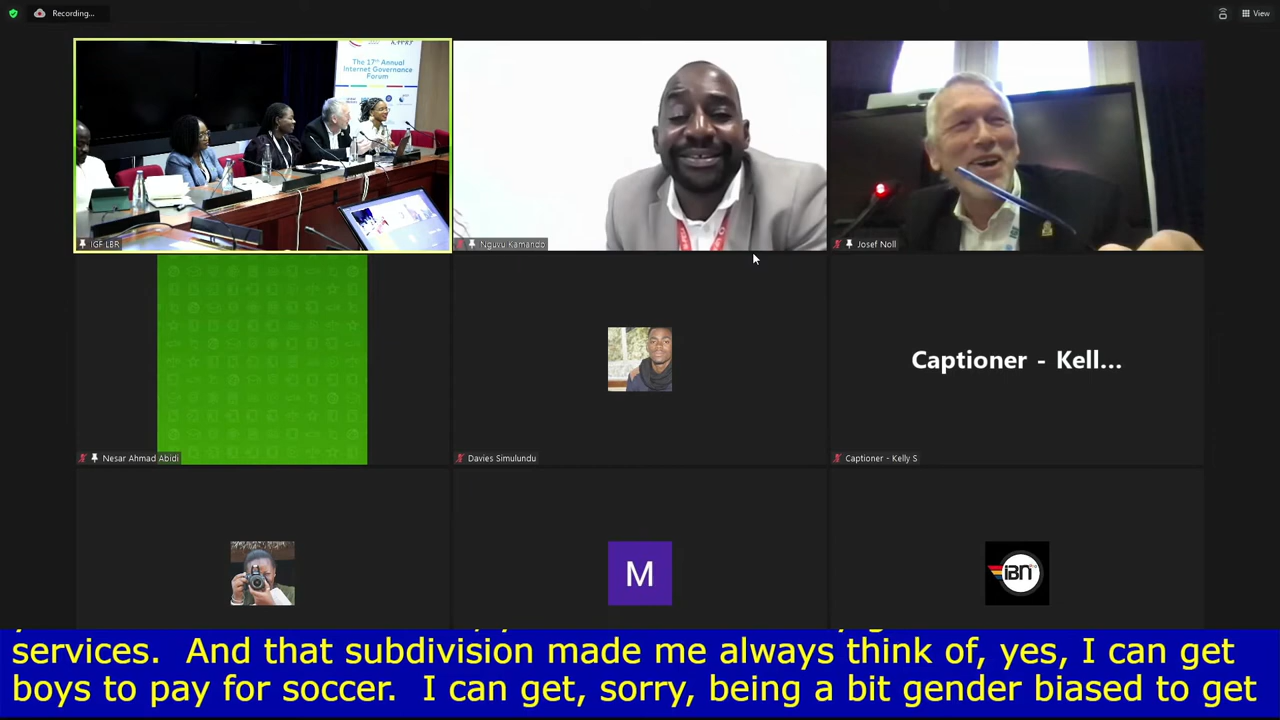 Recording...
View
The 17th Annual
Internet Governance
Forum
IGF LBR
Nguvu Kamando
Josef Noll
Captioner - Kell...
Nesar Ahmad Abidi
Davies Simulundu
Captioner - Kelly S
M
iBN
services. And that subdivision made me always think of, yes, I can get
boys to pay for soccer. I can get, sorry, being a bit gender biased to get